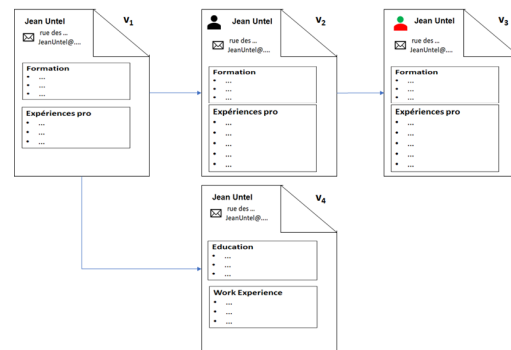 Jean Untel V1
rue des ...
JeanUntel@....
Formation
• ...
• ...
• ...
Expériences pro
• ...
• ...
• ...
Jean Untel V2
rue des ...
JeanUntel@....
Formation
• ...
• ...
• ...
Expériences pro
• ...
• ...
• ...
• ...
• ...
Jean Untel V3
rue des ...
JeanUntel@....
Formation
• ...
• ...
• ...
Expériences pro
• ...
• ...
• ...
• ...
• ...
Jean Untel V4
rue des ...
JeanUntel@....
Education
• ...
• ...
• ...
Work Experience
• ...
• ...
• ...